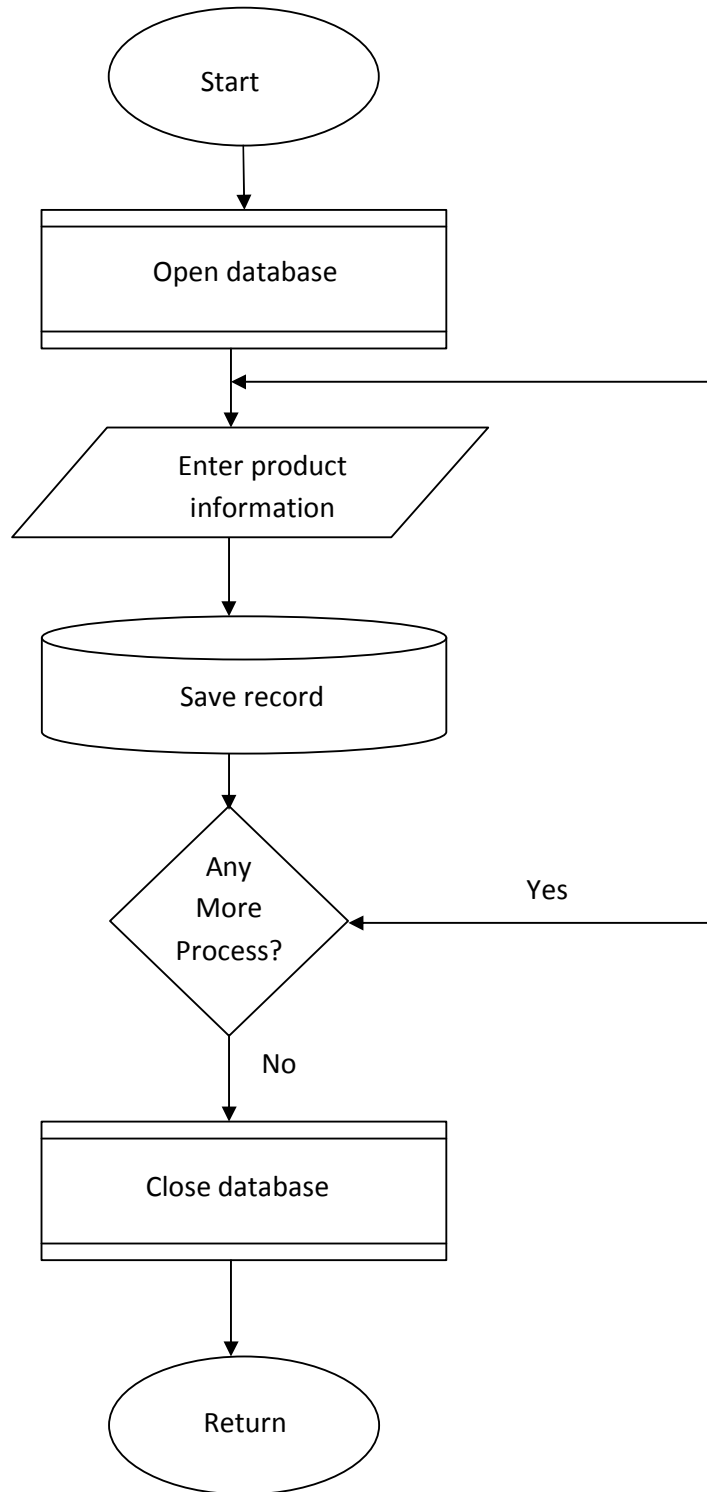 Start
Open database
Enter product
information
Save record
Any
More
Process?
Yes
No
Close database
Return